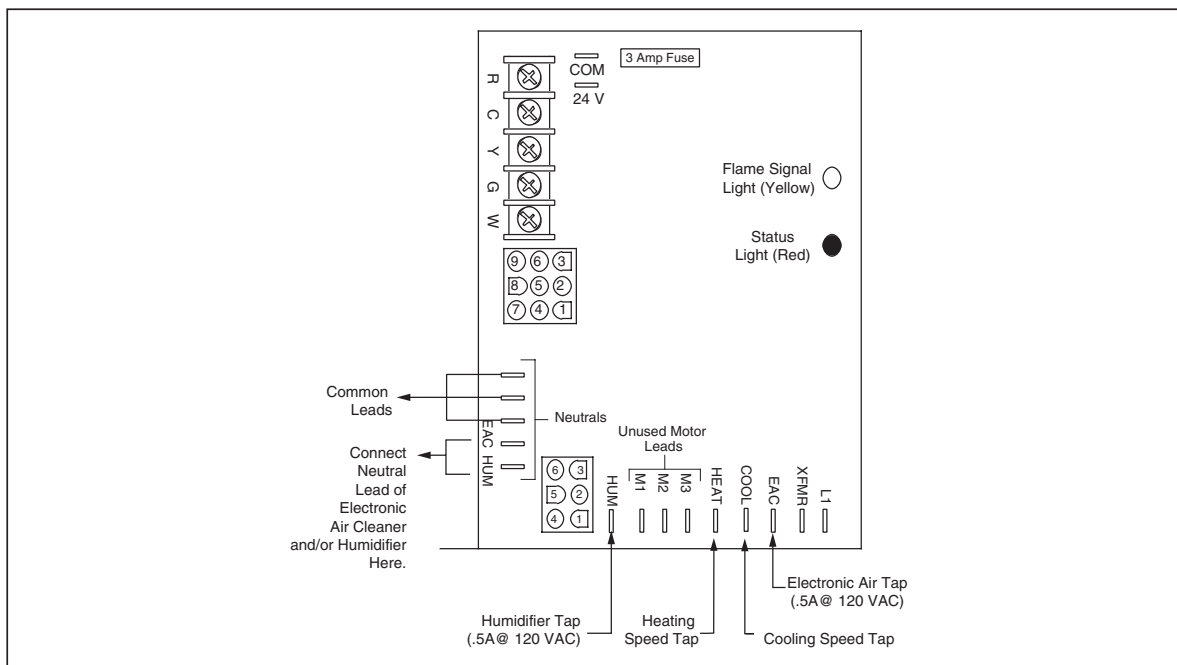 R
C
Y
G
W
COM
24 V
3 Amp Fuse
Flame Signal
Light (Yellow)
Status
Light (Red)
9 6 3
8 5 2
7 4 1
Common
Leads
Neutrals
EAC
HUM
Connect
Neutral
Lead of
Electronic
Air Cleaner
and/or Humidifier
Here.
6 3
5 2
4 1
Unused Motor
Leads
HUM
M1
M2
M3
HEAT
COOL
EAC
XFMR
L1
Humidifier Tap
(.5A@ 120 VAC)
Heating
Speed Tap
Cooling Speed Tap
Electronic Air Tap
(.5A@ 120 VAC)